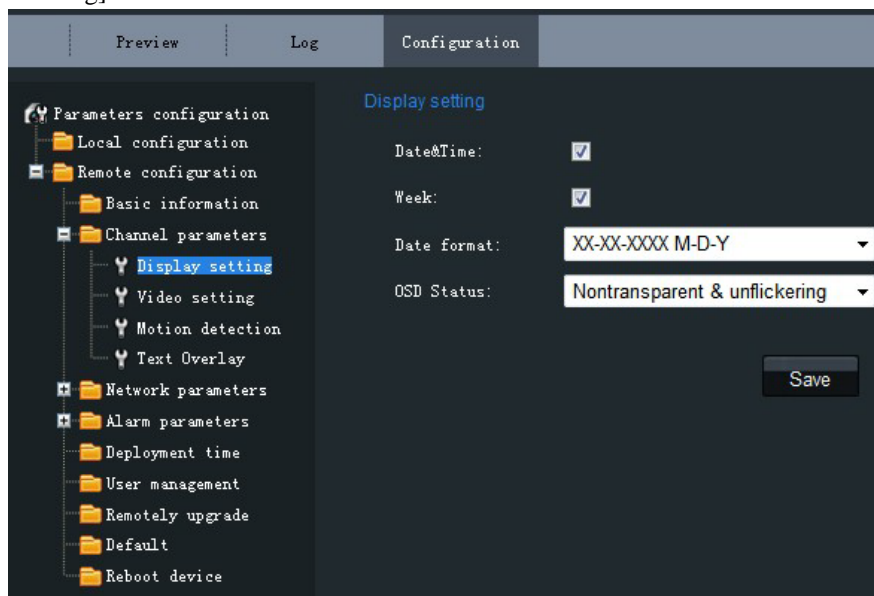 Preview Log Configuration
Parameters configuration
Local configuration
Remote configuration
Basic information
Channel parameters
Display setting
Video setting
Motion detection
Text Overlay
Network parameters
Alarm parameters
Deployment time
User management
Remotely upgrade
Default
Reboot device
Display setting
Date&Time:
Week:
Date format: XX-XX-XXXX M-D-Y
OSD Status: Nontransparent & unflickering
Save